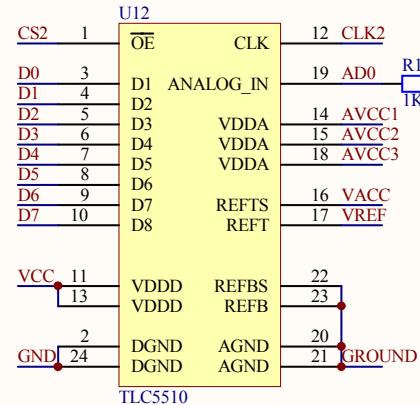 U12
CS2 1 OE CLK 12 CLK2
D0 3 D1 ANALOG_IN 19 AD0 R1
D1 4 D2 1K
D2 5 D3 VDDA 14 AVCC1
D3 6 D4 VDDA 15 AVCC2
D4 7 D5 VDDA 18 AVCC3
D5 8 D6
D6 9 D7 REFTS 16 VACC
D7 10 D8 REFT 17 VREF
VCC 11 VDDD REFBS 22
13 VDDD REFB 23
2 DGND AGND 20
GND 24 DGND AGND 21 GROUND
TLC5510